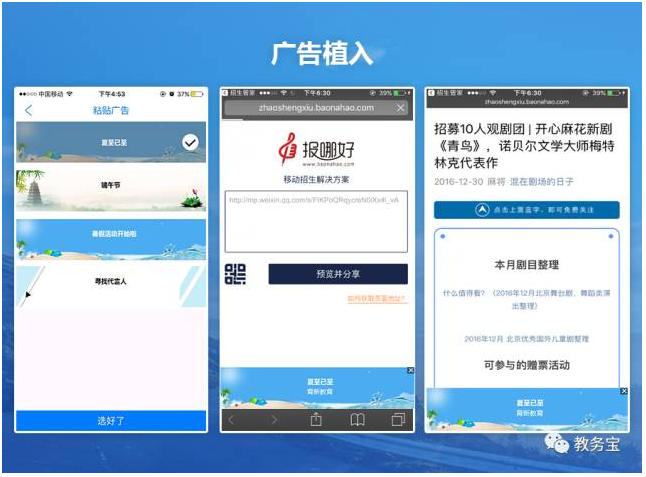 广告植入
中国移动 下午4:53 37%
粘贴广告
夏至已至
端午节
暑假活动开始啦
寻找代言人
选好了
招生管家 下午6:30 39%
zhaoshengxiu.baonahao.com
报哪好
www.baonahao.com
移动招生解决方案
预览并分享
如何获取页面地址?
夏至已至
育新教育
招生管家 下午6:30 39%
zhaoshengxiu.baonahao.com
招募10人观剧团 | 开心麻花新剧
《青鸟》，诺贝尔文学大师梅特
林克代表作
2016-12-30 麻将 混在剧场的日子
点击上面蓝字，即可免费关注
本月剧目整理
什么值得看? （2016年12月北京舞台剧、舞蹈类演
出整理）
2016年12月 北京优秀国外儿童剧整理
可参与的赠票活动
夏至已至
育新教育
教务宝